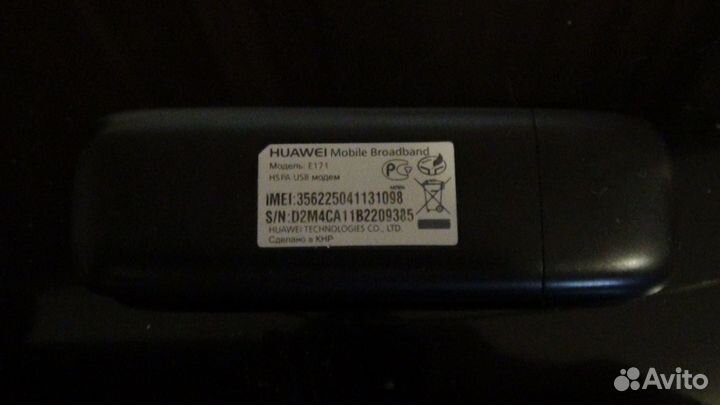 HUAWEI Mobile Broadband
Модель: E171
HSPA USB модем
IMEI:356225041131098
S/N:D2M4CA11B2209385
HUAWEI TECHNOLOGIES CO., LTD.
Сделано в КНР
Avito